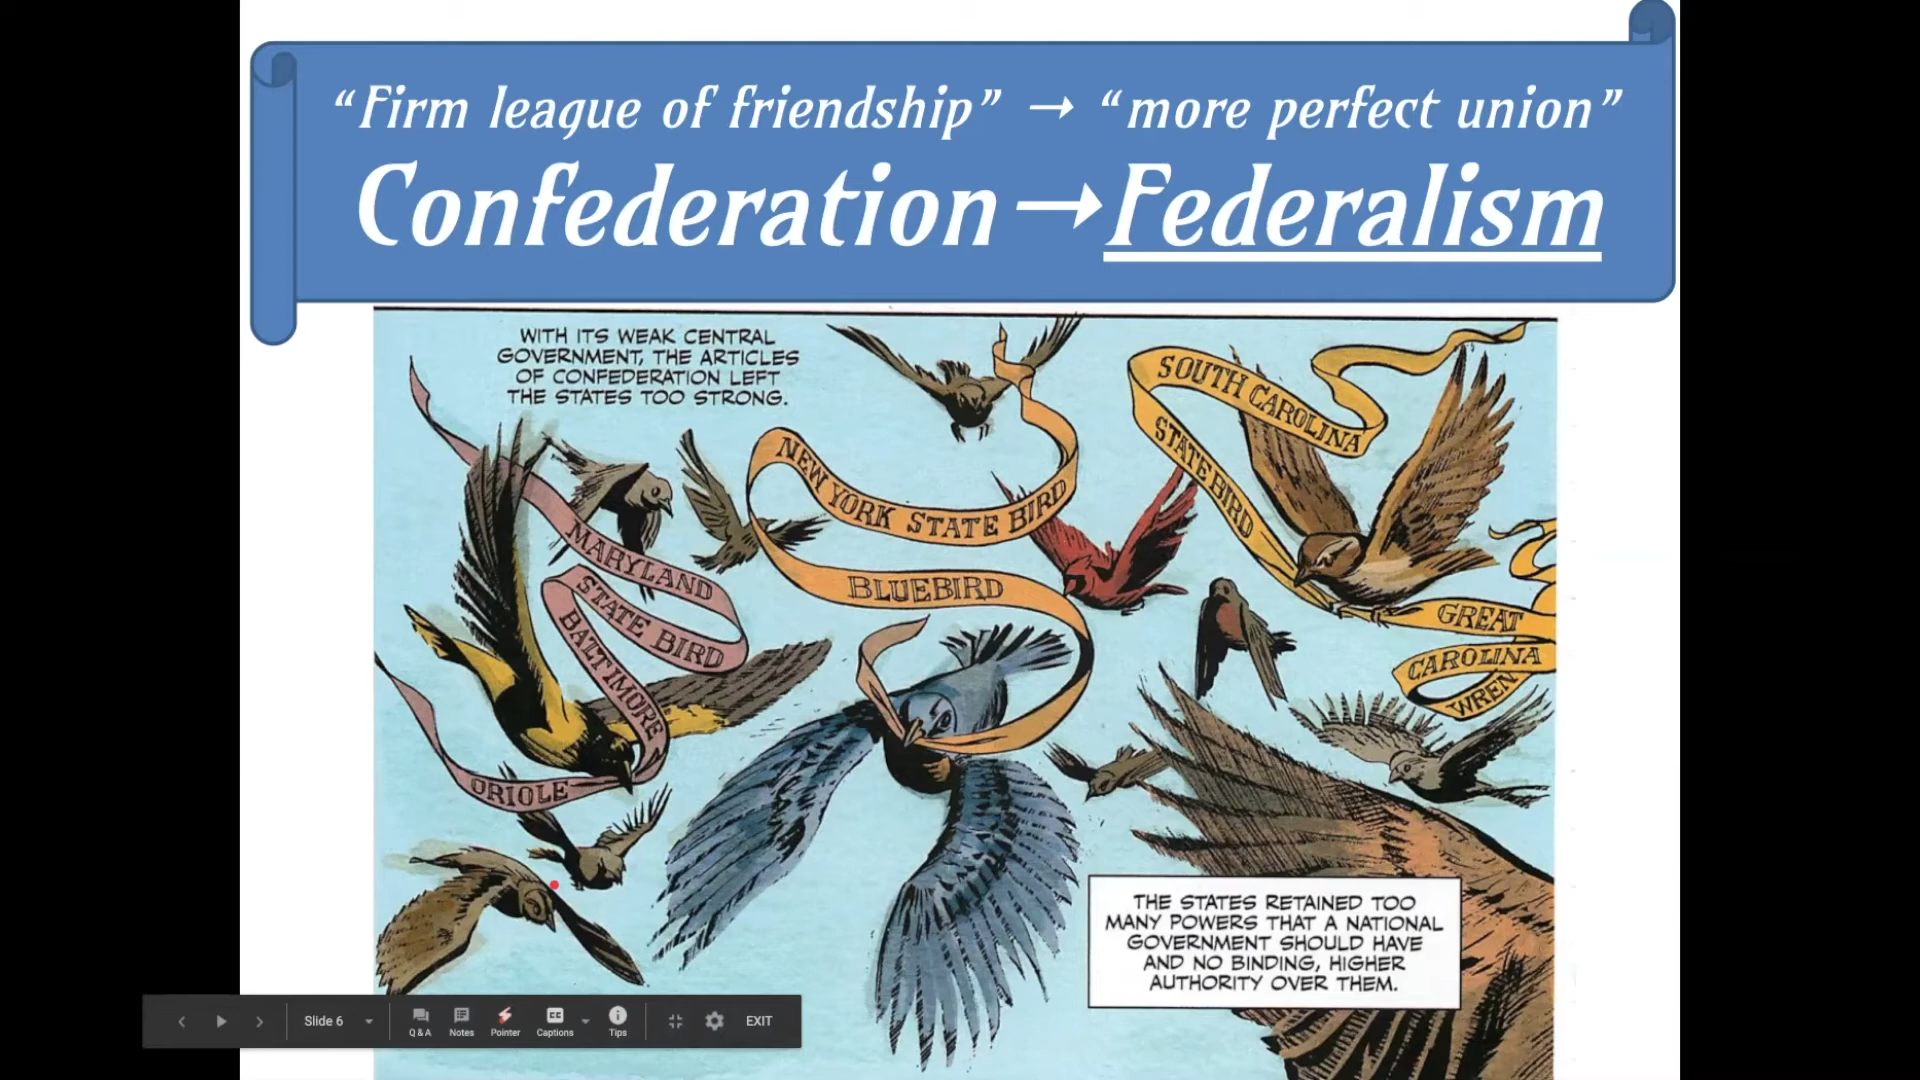 “Firm league of friendship” → “more perfect union”
Confederation→Federalism
WITH ITS WEAK CENTRAL
GOVERNMENT, THE ARTICLES
OF CONFEDERATION LEFT
THE STATES TOO STRONG.
MARYLAND
STATE BIRD
BALTIMORE
ORIOLE
NEW YORK STATE BIRD
BLUEBIRD
SOUTH CAROLINA
STATE BIRD
GREAT
CAROLINA
WREN
THE STATES RETAINED TOO
MANY POWERS THAT A NATIONAL
GOVERNMENT SHOULD HAVE
AND NO BINDING, HIGHER
AUTHORITY OVER THEM.
Slide 6
Q & A
Notes
Pointer
CC
Captions
Tips
EXIT